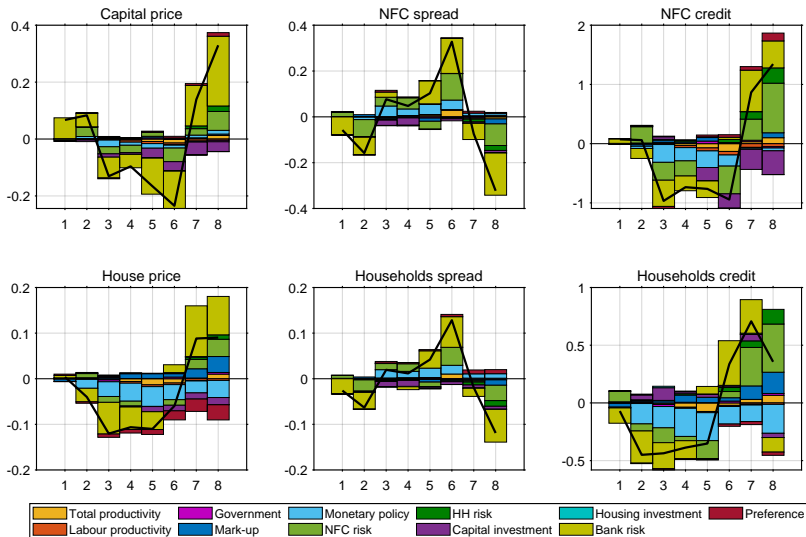 Capital price
NFC spread
NFC credit
0.4
0.2
0
-0.2
1 2 3 4 5 6 7 8
0.4
0.2
0
-0.2
-0.4
1 2 3 4 5 6 7 8
2
1
0
-1
1 2 3 4 5 6 7 8
House price
Households spread
Households credit
0.2
0.1
0
-0.1
-0.2
1 2 3 4 5 6 7 8
0.2
0.1
0
-0.1
-0.2
1 2 3 4 5 6 7 8
1
0.5
0
-0.5
1 2 3 4 5 6 7 8
Total productivity Government Monetary policy HH risk Housing investment Preference
Labour productivity Mark-up NFC risk Capital investment Bank risk